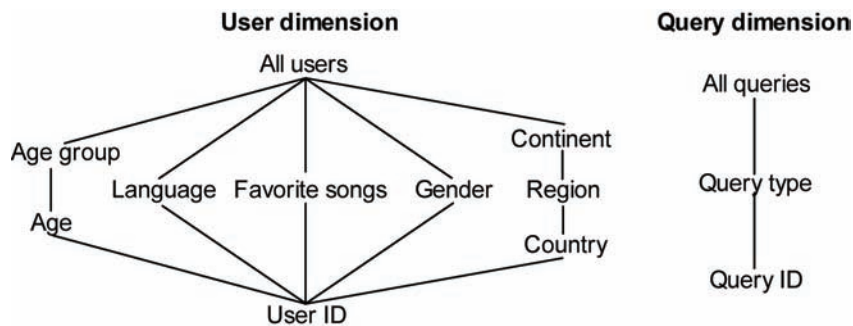 User dimension
Query dimension
All users
All queries
Age group
Continent
Language
Favorite songs
Gender
Region
Query type
Age
Country
User ID
Query ID